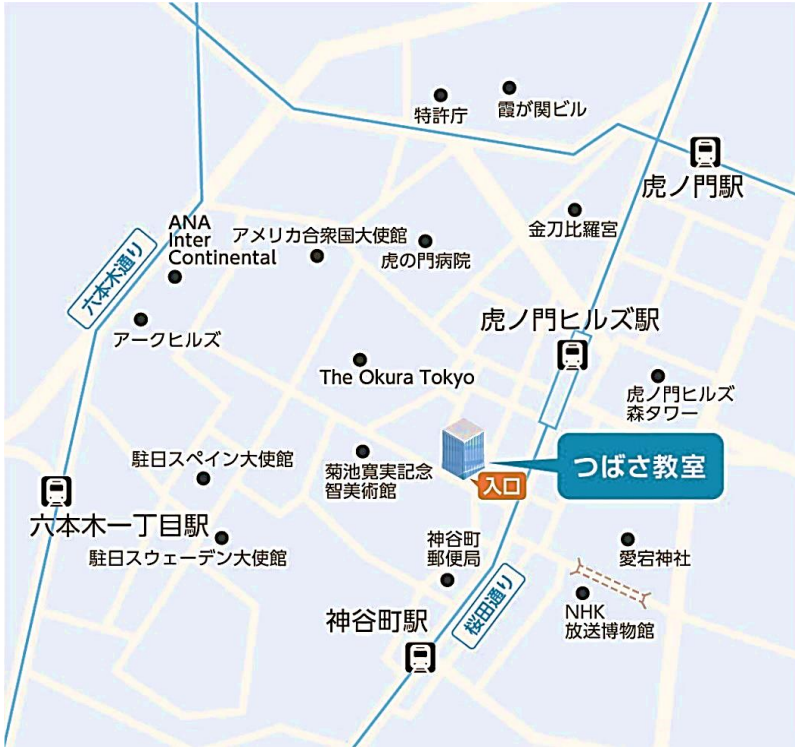 特許庁
霞が関ビル
虎ノ門駅
ANA
Inter
Continental
アメリカ合衆国大使館
虎の門病院
金刀比羅宮
六本木通り
アークヒルズ
虎ノ門ヒルズ駅
The Okura Tokyo
虎ノ門ヒルズ
森タワー
駐日スペイン大使館
菊池寛実記念
智美術館
つばさ教室
入口
六本木一丁目駅
駐日スウェーデン大使館
神谷町
郵便局
愛宕神社
桜田通り
NHK
放送博物館
神谷町駅